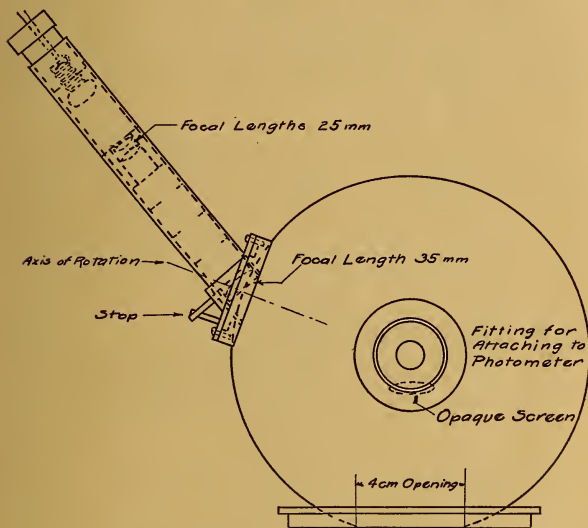 Focal Lengths 25 mm
Axis of Rotation
Focal Length 35 mm
Stop
Fitting for
Attaching to
Photometer
Opaque Screen
4cm Opening